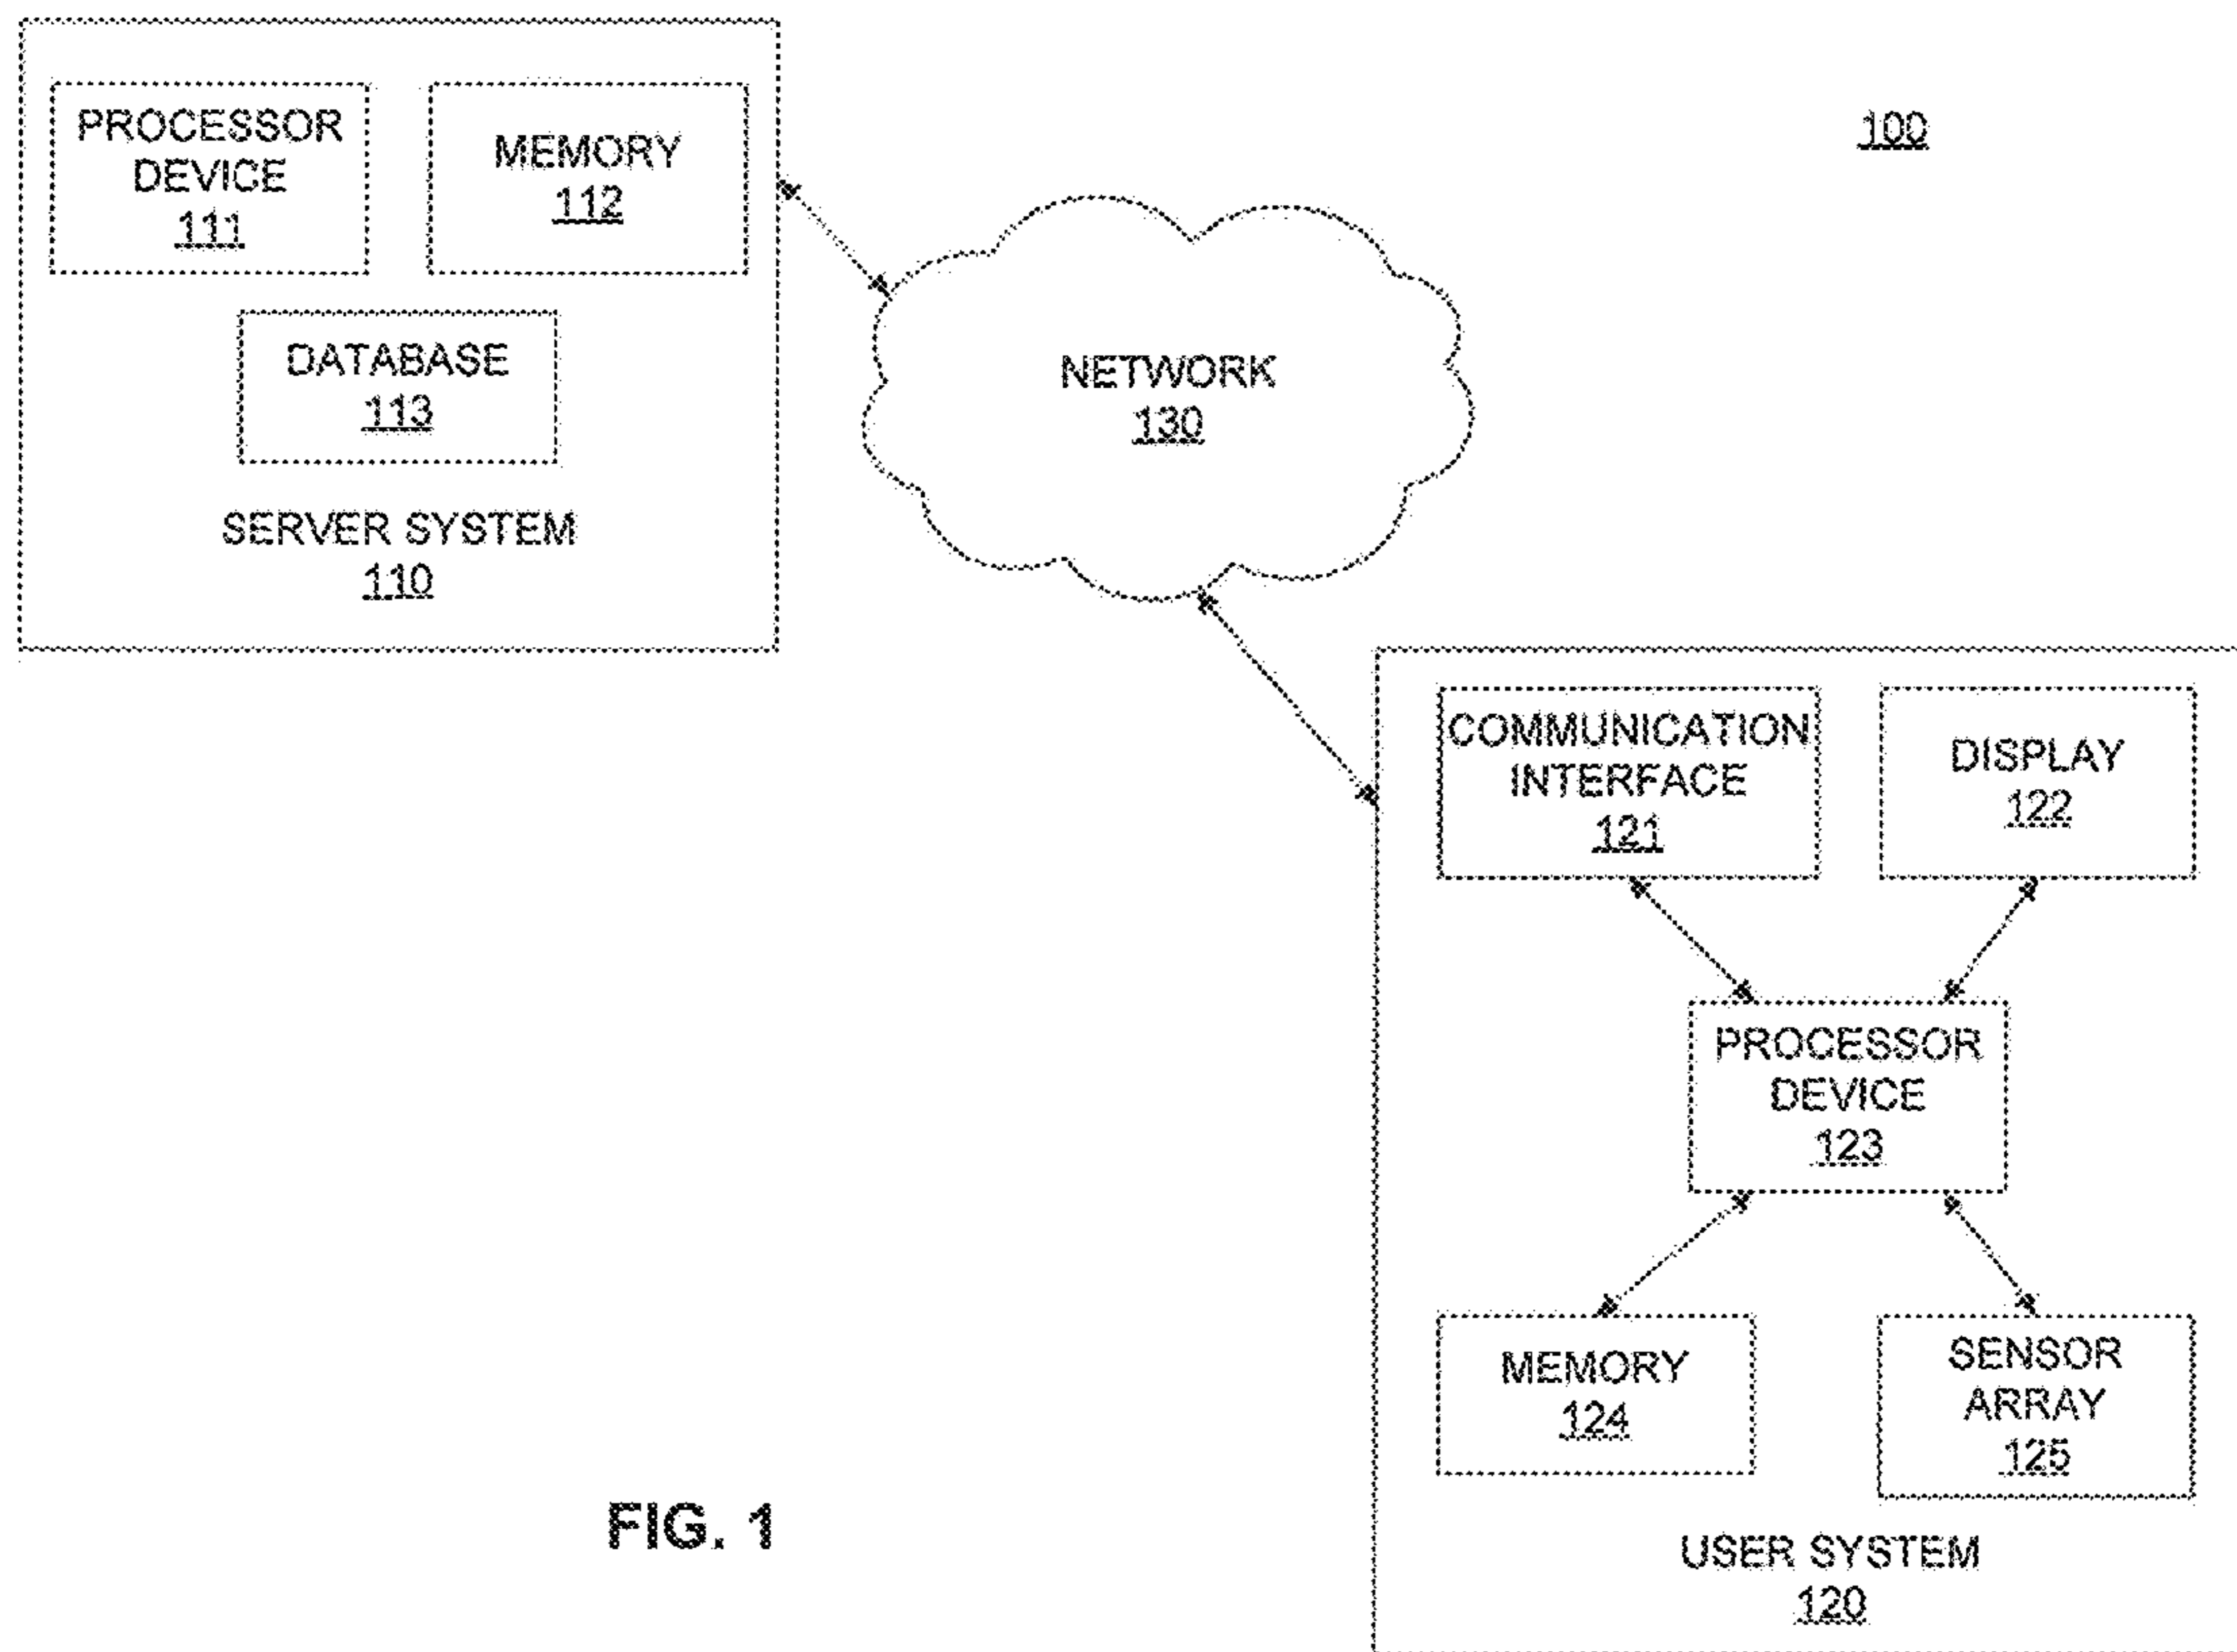 PROCESSOR
DEVICE
111
MEMORY
112
DATABASE
113
SERVER SYSTEM
110
100
NETWORK
130
COMMUNICATION
INTERFACE
121
DISPLAY
122
PROCESSOR
DEVICE
123
MEMORY
124
SENSOR
ARRAY
125
USER SYSTEM
120
FIG. 1